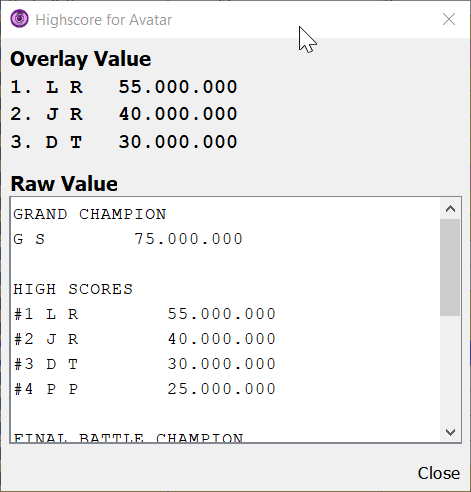 Highscore for Avatar
Overlay Value
1. L R   55.000.000
2. J R   40.000.000
3. D T   30.000.000
Raw Value
GRAND CHAMPION
G S        75.000.000
HIGH SCORES
#1 L R        55.000.000
#2 J R        40.000.000
#3 D T        30.000.000
#4 P P        25.000.000
FINAL BATTLE CHAMPION
Close